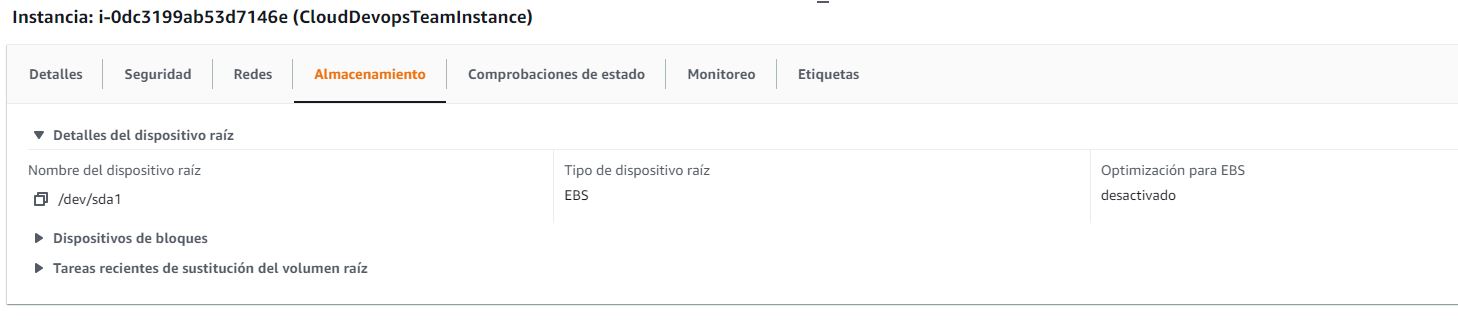 Instancia: i-0dc3199ab53d7146e (CloudDevopsTeamInstance)
Detalles Seguridad Redes Almacenamiento Comprobaciones de estado Monitoreo Etiquetas
Detalles del dispositivo raíz
Nombre del dispositivo raíz Tipo de dispositivo raíz Optimización para EBS
/dev/sda1 EBS desactivado
Dispositivos de bloques
Tareas recientes de sustitución del volumen raíz